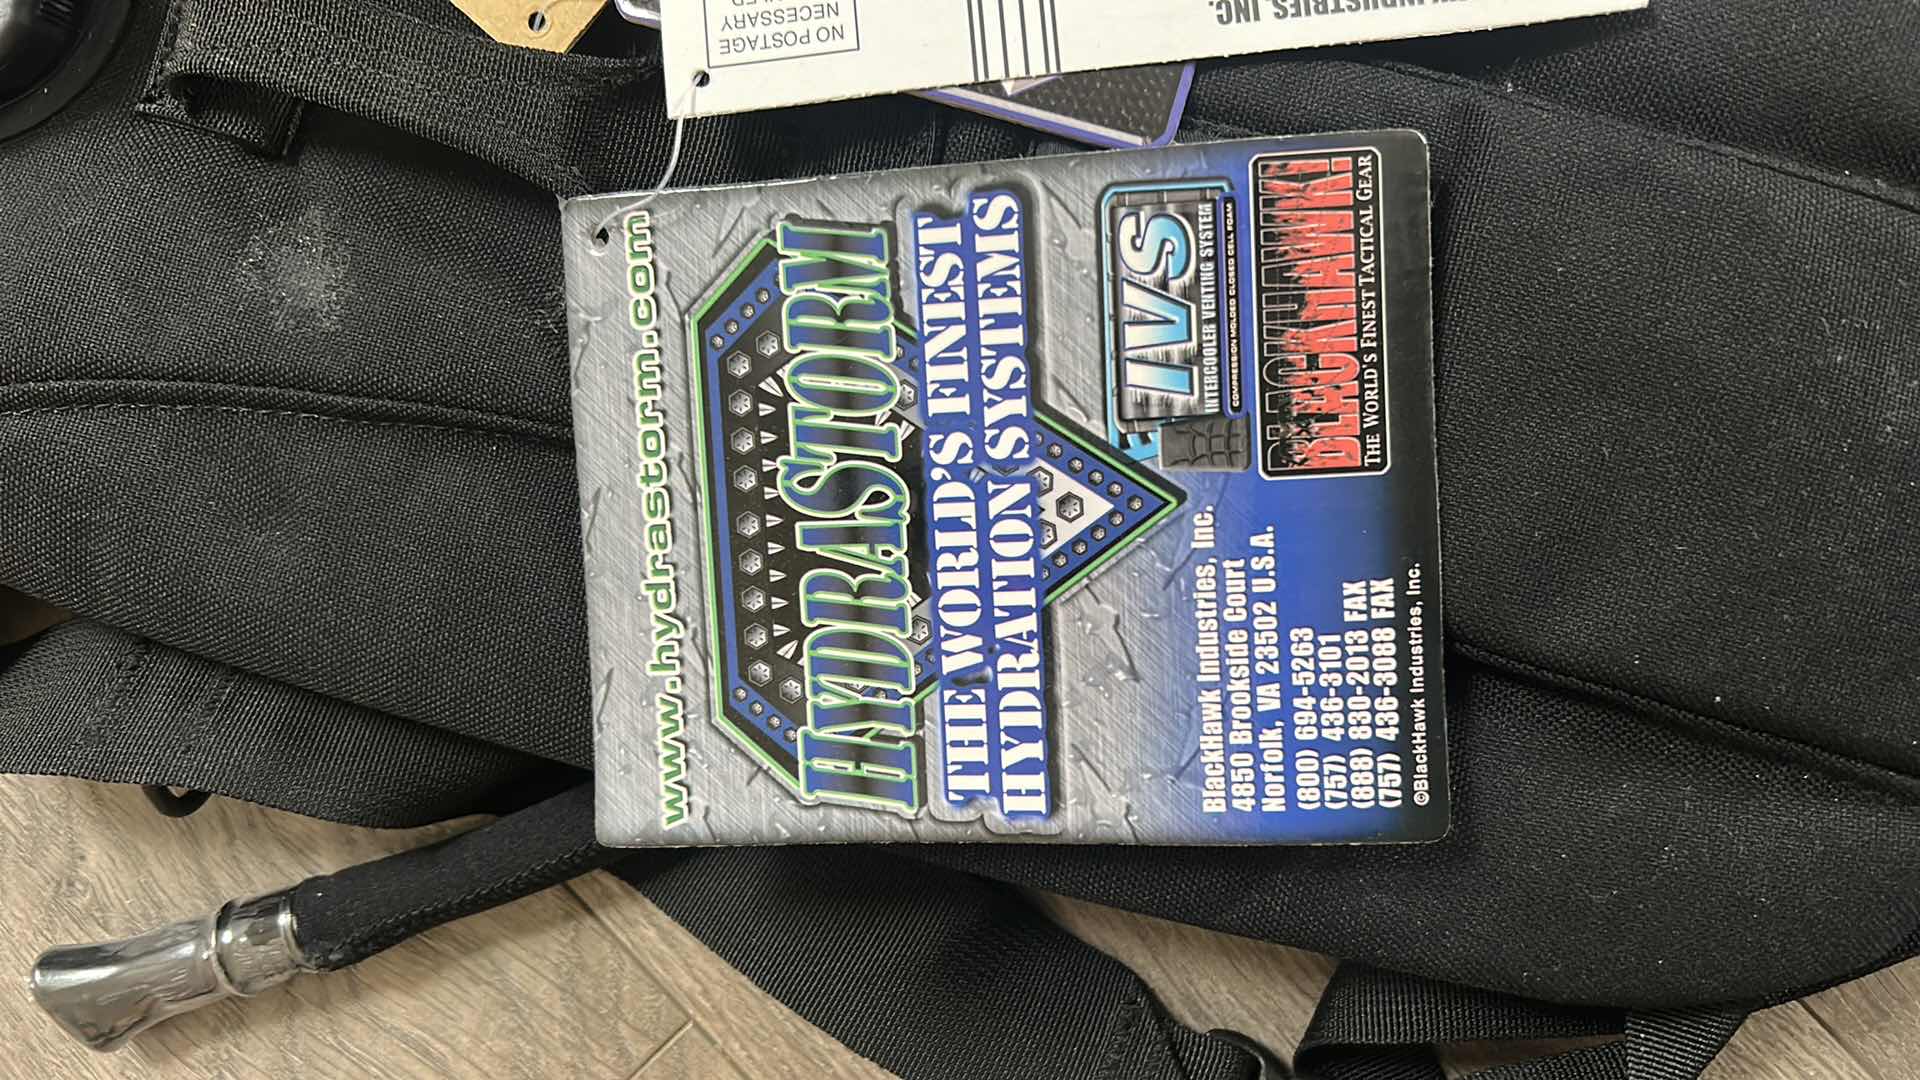 NO POSTAGE
NECESSARY
INDUSTRIES, INC.
www.hydrastorm.com
HYDRASTORM
THE WORLD'S FINEST
HYDRATION SYSTEMS
IVS
INTERCOOLER VENTING SYSTEM
COMPRESSION MOLDED CLOSED CELL FOAM
BLACKHAWK!
THE WORLD'S FINEST TACTICAL GEAR
BlackHawk Industries, Inc.
4850 Brookside Court
Norfolk, VA 23502 U.S.A.
(800) 694-5263
(757) 436-3101
(888) 830-2013 FAX
(757) 436-3088 FAX
©BlackHawk Industries, Inc.